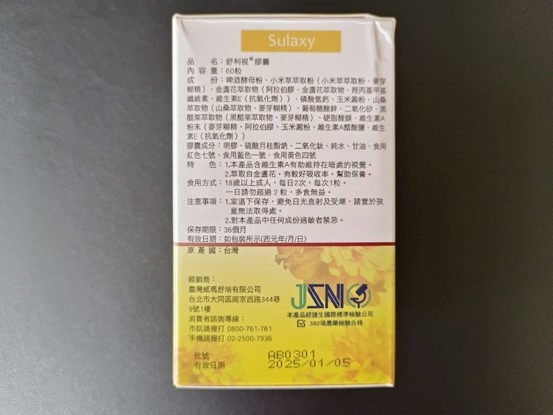 Sulaxy
品　　名：舒利視®膠囊
內 容 量：60粒
成　　份：啤酒酵母粉、小米草萃取粉（小米草萃取物、麥芽
糊精）、金盞花萃取物（阿拉伯膠、金盞花萃取物、羥丙基甲基
纖維素、維生素E（抗氧化劑））、磷酸氫鈣、玉米澱粉、山桑
萃取物（山桑萃取物、麥芽糊精）、葡萄糖酸鋅、二氧化矽、黑
醋栗萃取物（黑醋栗萃取物、麥芽糊精）、硬脂酸鎂、維生素A
粉末（麥芽糊精、阿拉伯膠、玉米澱粉、維生素A醋酸鹽、維生
素E（抗氧化劑））
膠囊成分：明膠、硫酸月桂酯鈉、二氧化鈦、純水、甘油、食用
紅色七號、食用藍色一號、食用黃色四號
特　　色：1.本產品含維生素A有助維持在暗處的視覺。
2.萃取自金盞花，有較好吸收率，幫助保養。
食用方式：18歲以上成人，每日2次，每次1粒。
一日請勿超過 2 粒，多食無益。
注意事項：1.室溫下保存，避免日光直射及受潮，請置於孩
童無法取得處。
2.對本產品中任何成份過敏者禁忌。
保存期限：36個月
有效日期：如包裝所示(西元年/月/日)
原 產 國：台灣
經銷商：
臺灣威瑪舒培有限公司
台北市大同區南京西路344巷
9號1樓
消費者諮詢專線：
市話請撥打 0800-761-761
手機請撥打 02-2500-7936
JSN
本產品經護生國際標準檢驗公司
380項農藥檢驗合格
批號 AB0301
有效日期 2025/01/05